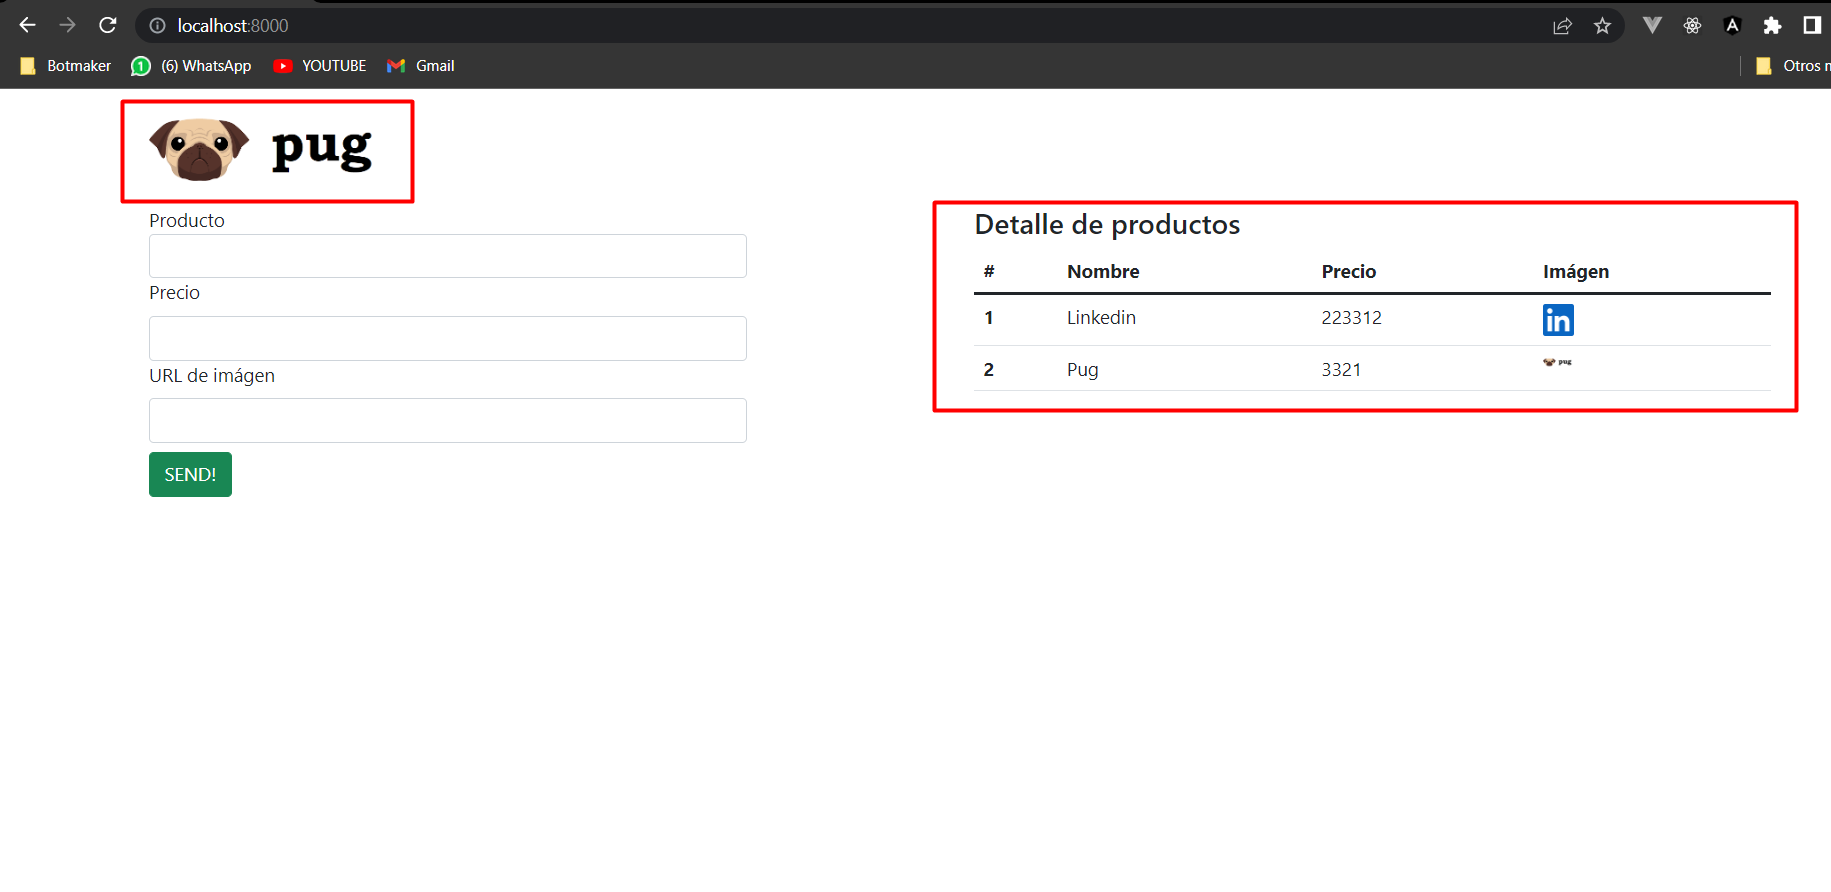 localhost:8000
Botmaker (6) WhatsApp YOUTUBE Gmail Otros m
pug
Producto
Precio
URL de imágen
SEND!
Detalle de productos
# Nombre Precio Imágen
1 Linkedin 223312 in
2 Pug 3321 pug